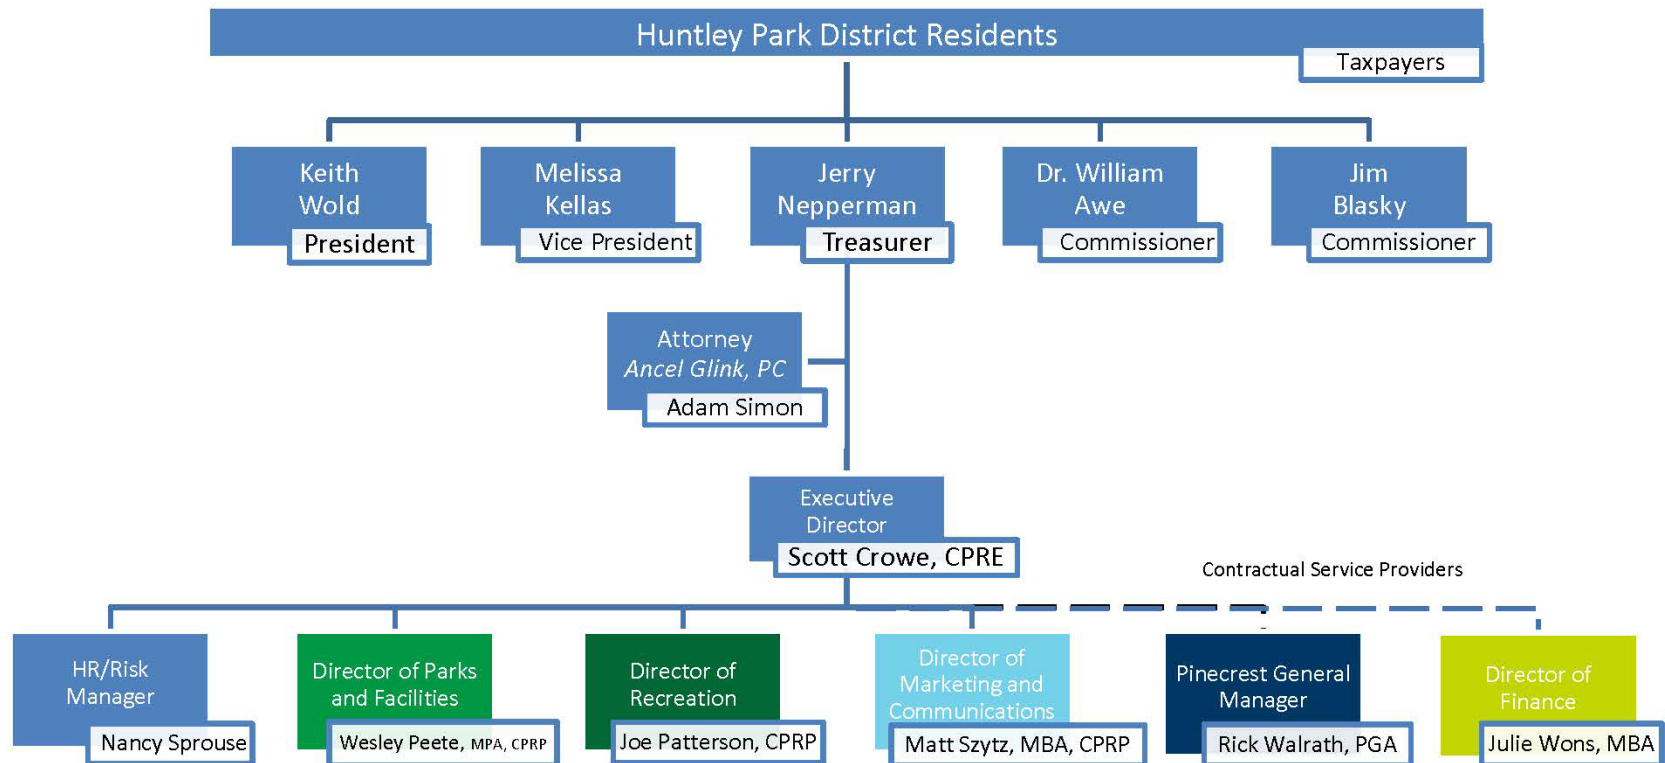 Huntley Park District Residents
Taxpayers
Keith
Wold
President
Melissa
Kellas
Vice President
Jerry
Nepperman
Treasurer
Dr. William
Awe
Commissioner
Jim
Blasky
Commissioner
Attorney
Ancel Glink, PC
Adam Simon
Executive
Director
Scott Crowe, CPRE
Contractual Service Providers
HR/Risk
Manager
Nancy Sprouse
Director of Parks
and Facilities
Wesley Peete, MPA, CPRP
Director of
Recreation
Joe Patterson, CPRP
Director of
Marketing and
Communications
Matt Szytz, MBA, CPRP
Pinecrest General
Manager
Rick Walrath, PGA
Director of
Finance
Julie Wons, MBA